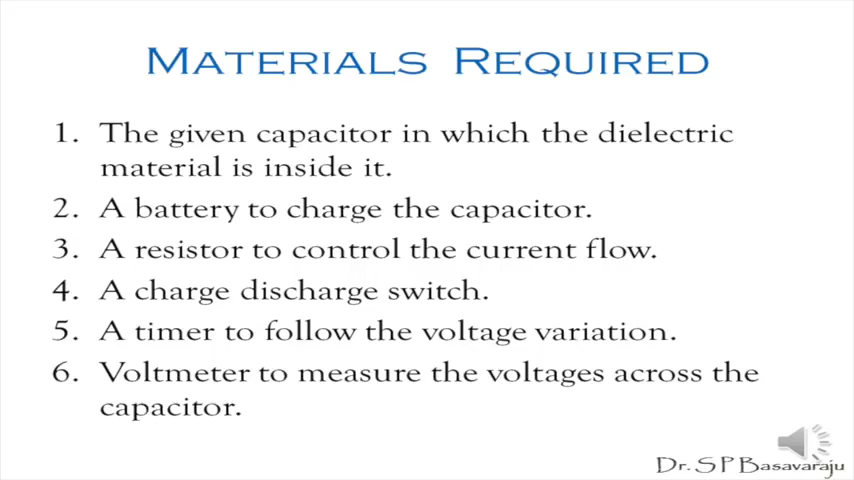 Materials Required
1. The given capacitor in which the dielectric
material is inside it.
2. A battery to charge the capacitor.
3. A resistor to control the current flow.
4. A charge discharge switch.
5. A timer to follow the voltage variation.
6. Voltmeter to measure the voltages across the
capacitor.
Dr. S P Basavaraju